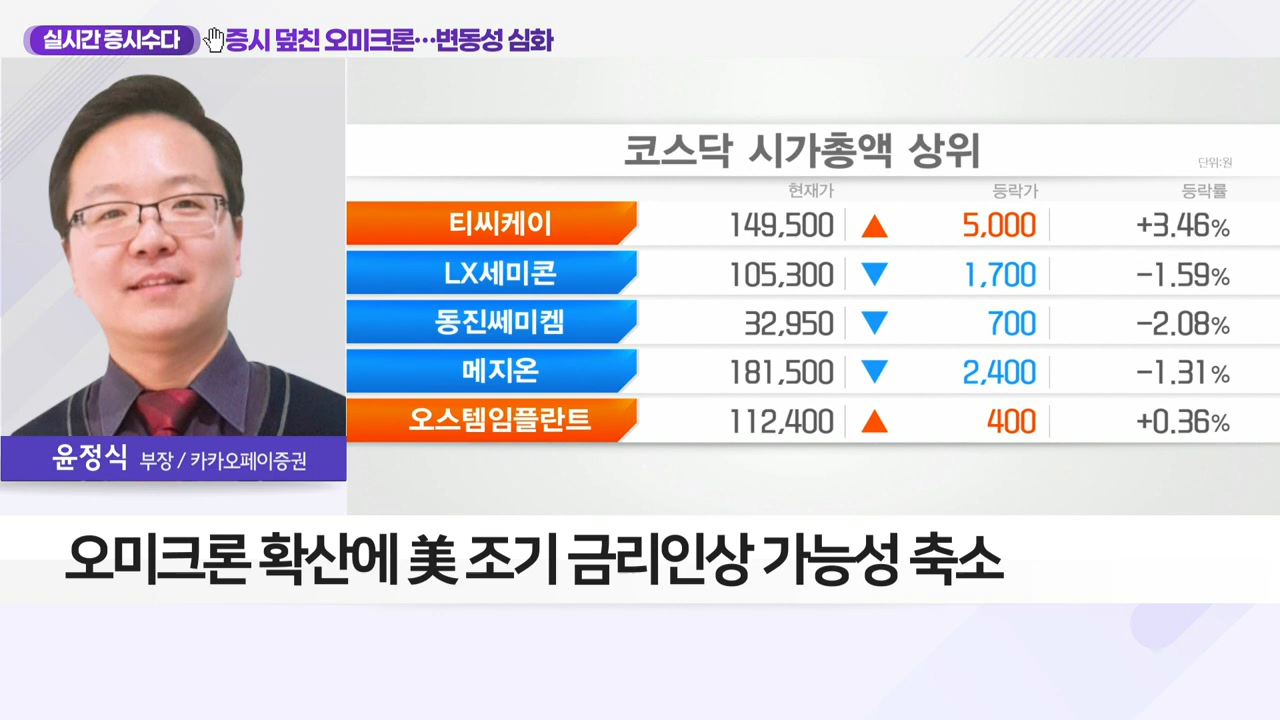 실시간 증시수다 증시 덮친 오미크론…변동성 심화
코스닥 시가총액 상위
단위:원
현재가 등락가 등락률
티씨케이 149,500 ▲ 5,000 +3.46%
LX세미콘 105,300 ▼ 1,700 -1.59%
동진쎄미켐 32,950 ▼ 700 -2.08%
메지온 181,500 ▼ 2,400 -1.31%
오스템임플란트 112,400 ▲ 400 +0.36%
윤정식 부장 / 카카오페이증권
오미크론 확산에 美 조기 금리인상 가능성 축소